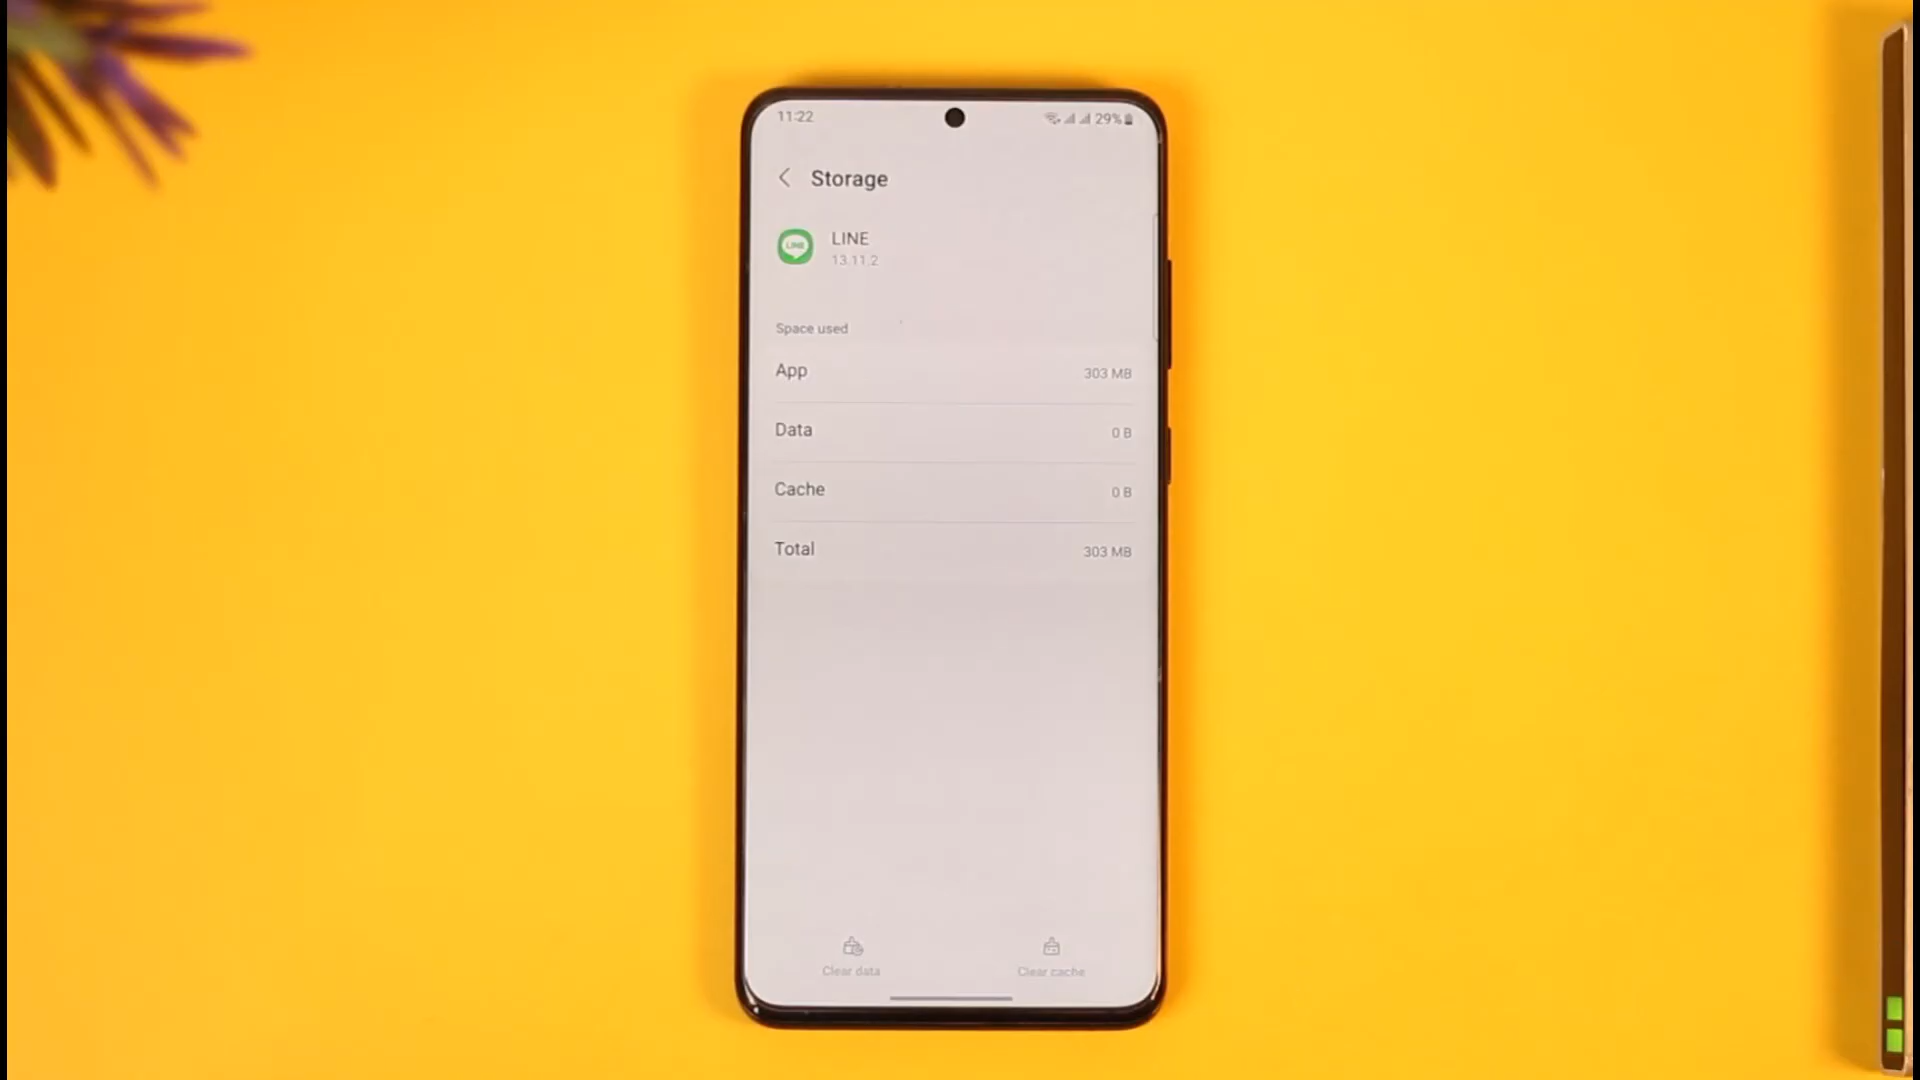 11:22
29%
Storage
LINE
LINE
13.11.2
Space used
App 303 MB
Data 0 B
Cache 0 B
Total 303 MB
Clear data Clear cache